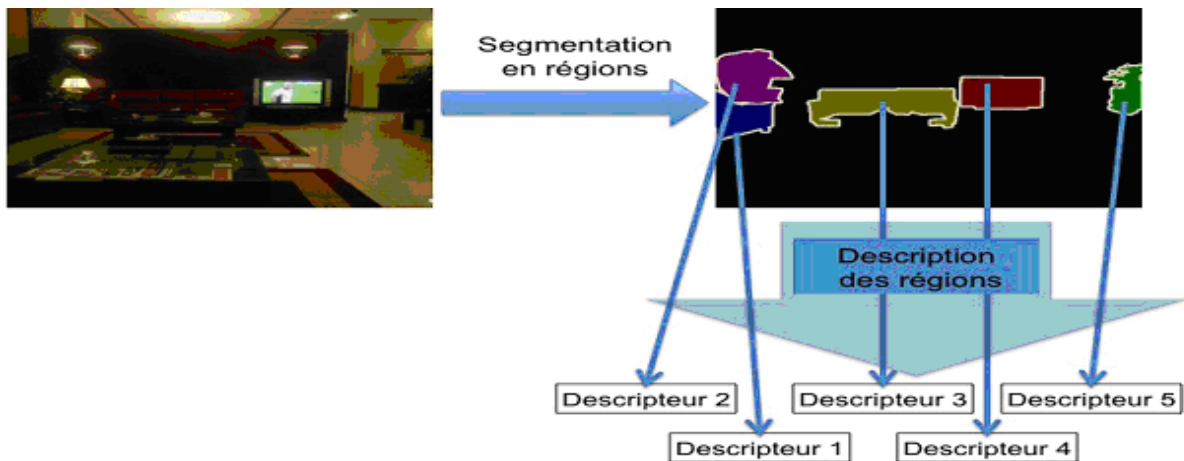 Segmentation
en régions
Description
des régions
Descripteur 2
Descripteur 3
Descripteur 5
Descripteur 1
Descripteur 4